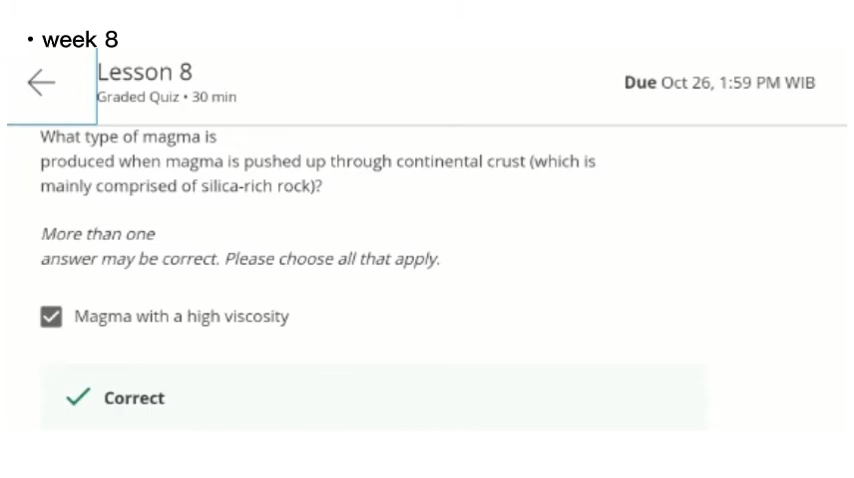 • week 8
Lesson 8
Due Oct 26, 1:59 PM WIB
Graded Quiz • 30 min
What type of magma is
produced when magma is pushed up through continental crust (which is
mainly comprised of silica-rich rock)?
More than one
answer may be correct. Please choose all that apply.
Magma with a high viscosity
Correct